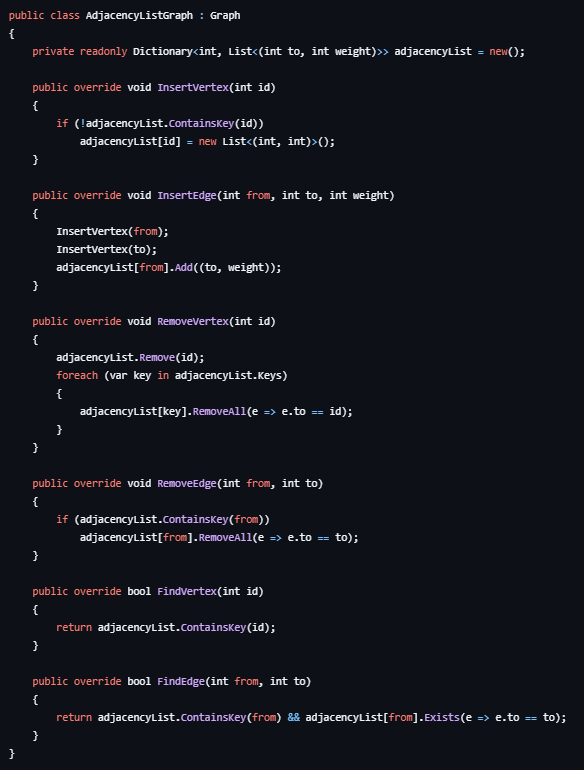 public class AdjacencyListGraph : Graph
{
    private readonly Dictionary<int, List<(int to, int weight)>> adjacencyList = new();

    public override void InsertVertex(int id)
    {
        if (!adjacencyList.ContainsKey(id))
            adjacencyList[id] = new List<(int, int)>();
    }

    public override void InsertEdge(int from, int to, int weight)
    {
        InsertVertex(from);
        InsertVertex(to);
        adjacencyList[from].Add((to, weight));
    }

    public override void RemoveVertex(int id)
    {
        adjacencyList.Remove(id);
        foreach (var key in adjacencyList.Keys)
        {
            adjacencyList[key].RemoveAll(e => e.to == id);
        }
    }

    public override void RemoveEdge(int from, int to)
    {
        if (adjacencyList.ContainsKey(from))
            adjacencyList[from].RemoveAll(e => e.to == to);
    }

    public override bool FindVertex(int id)
    {
        return adjacencyList.ContainsKey(id);
    }

    public override bool FindEdge(int from, int to)
    {
        return adjacencyList.ContainsKey(from) && adjacencyList[from].Exists(e => e.to == to);
    }
}